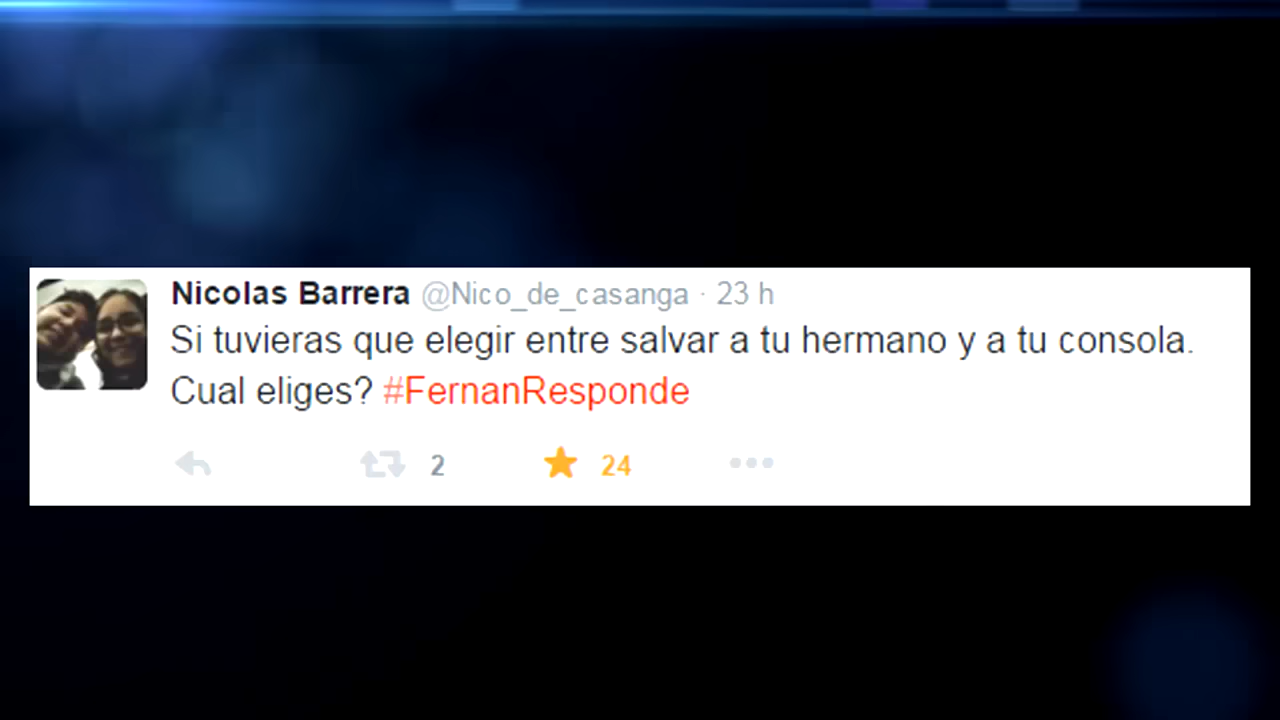 Nicolas Barrera @Nico_de_casanga · 23 h
Si tuvieras que elegir entre salvar a tu hermano y a tu consola.
Cual eliges? #FernanResponde
2 24